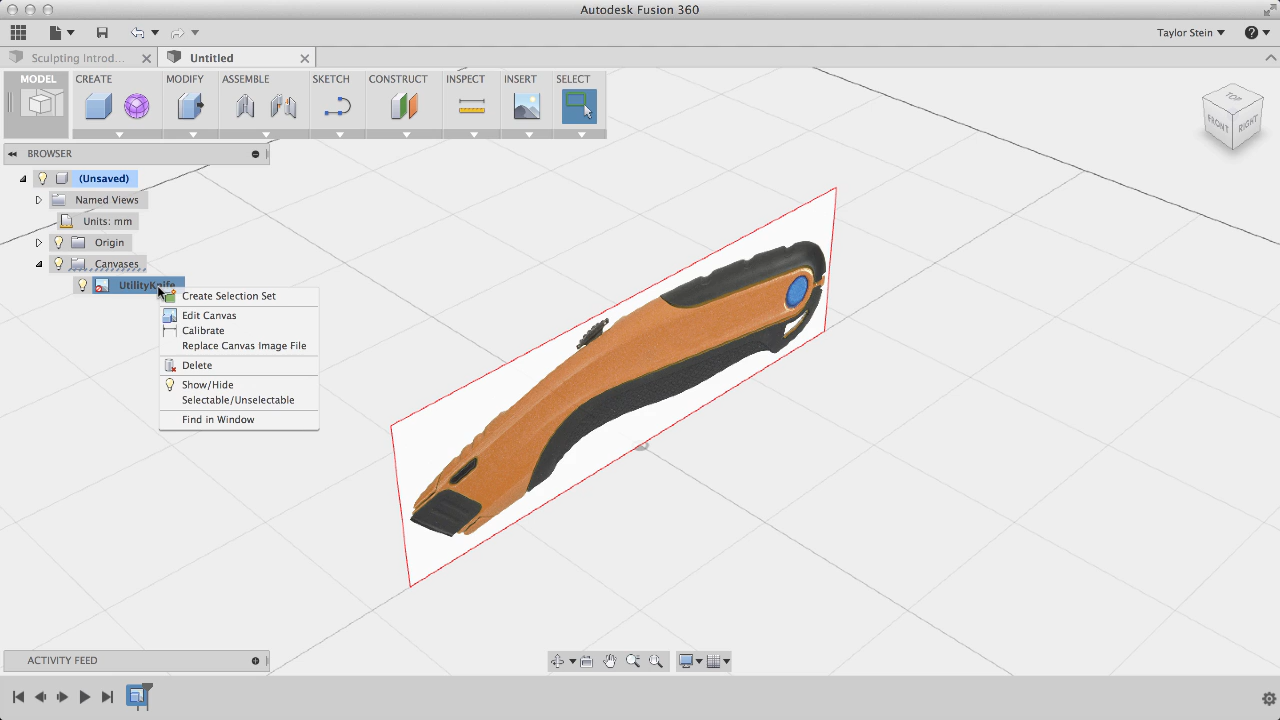 Autodesk Fusion 360
Taylor Stein
Sculpting Introd...
Untitled
MODEL
CREATE
MODIFY
ASSEMBLE
SKETCH
CONSTRUCT
INSPECT
INSERT
SELECT
BROWSER
(Unsaved)
Named Views
Units: mm
Origin
Canvases
UtilityKnife
Create Selection Set
Edit Canvas
Calibrate
Replace Canvas Image File
Delete
Show/Hide
Selectable/Unselectable
Find in Window
TOP
FRONT
RIGHT
ACTIVITY FEED